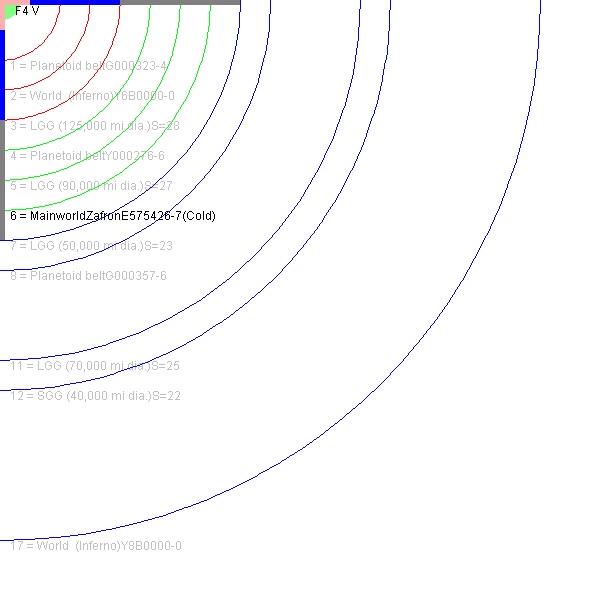 F4 V
1 = Planetoid beltG000323-4
2 = World  (Inferno)Y6B0000-0
3 = LGG (125,000 mi dia.)S=28
4 = Planetoid beltY000276-6
5 = LGG (90,000 mi dia.)S=27
6 = MainworldZafronE575426-7(Cold)
7 = LGG (50,000 mi dia.)S=23
8 = Planetoid beltG000357-6
11 = LGG (70,000 mi dia.)S=25
12 = SGG (40,000 mi dia.)S=22
17 = World  (Inferno)Y8B0000-0